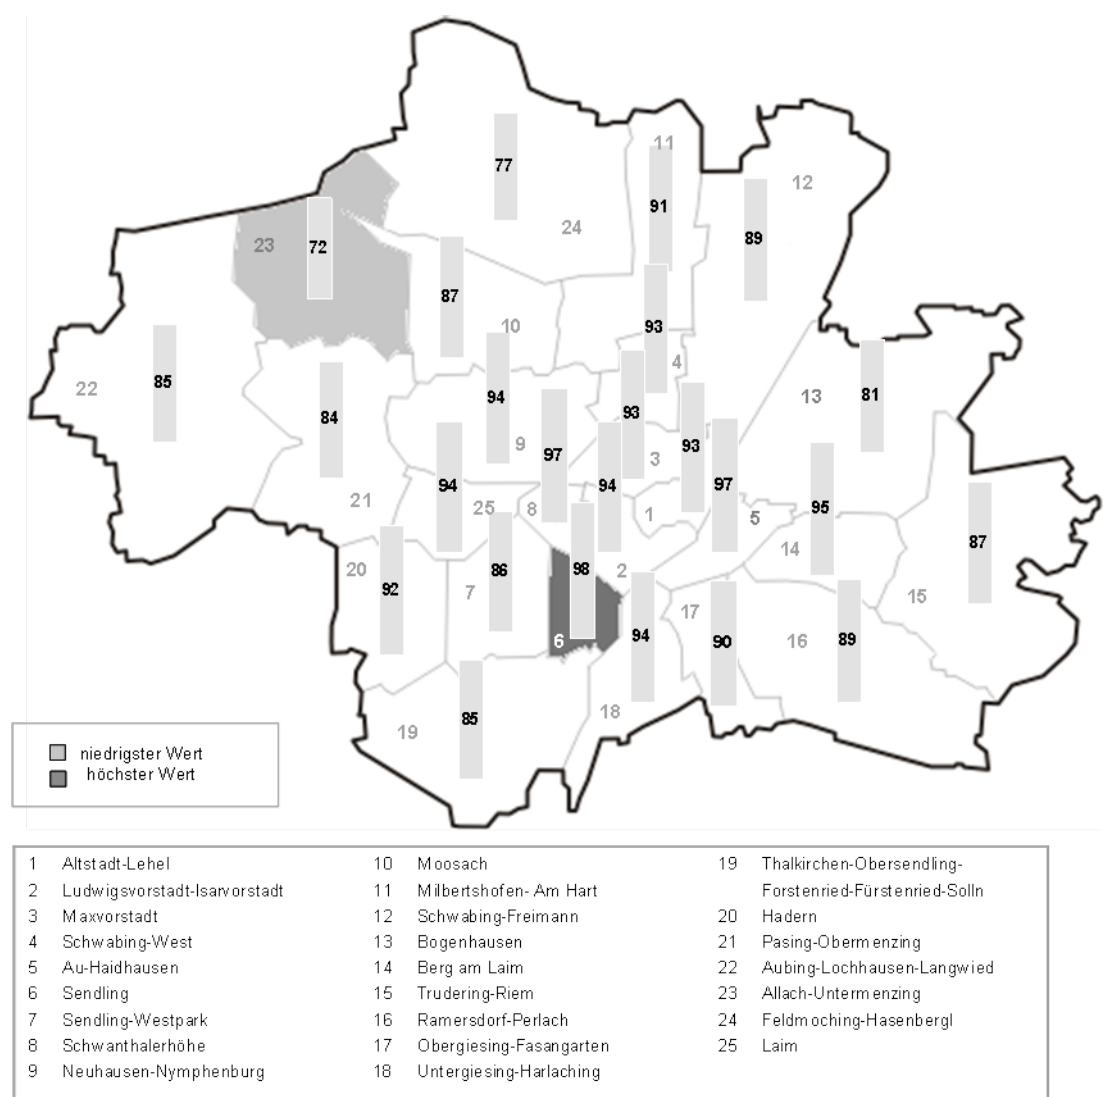 11
77
12
91
24
89
23
72
87
10
93
4
22
85
84
94
9
93
3
93
97
13
81
21
94
25
97
8
94
1
97
5
95
14
87
15
20
92
7
86
98
6
2
94
17
90
16
89
18
19
85
niedrigster Wert
höchster Wert
1 Altstadt-Lehel
2 Ludwigsvorstadt-Isarvorstadt
3 Maxvorstadt
4 Schwabing-West
5 Au-Haidhausen
6 Sendling
7 Sendling-Westpark
8 Schwanthalerhöhe
9 Neuhausen-Nymphenburg
10 Moosach
11 Milbertshofen- Am Hart
12 Schwabing-Freimann
13 Bogenhausen
14 Berg am Laim
15 Trudering-Riem
16 Ramersdorf-Perlach
17 Obergiesing-Fasangarten
18 Untergiesing-Harlaching
19 Thalkirchen-Obersendling-
Forstenried-Fürstenried-Solln
20 Hadern
21 Pasing-Obermenzing
22 Aubing-Lochhausen-Langwied
23 Allach-Untermenzing
24 Feldmoching-Hasenbergl
25 Laim